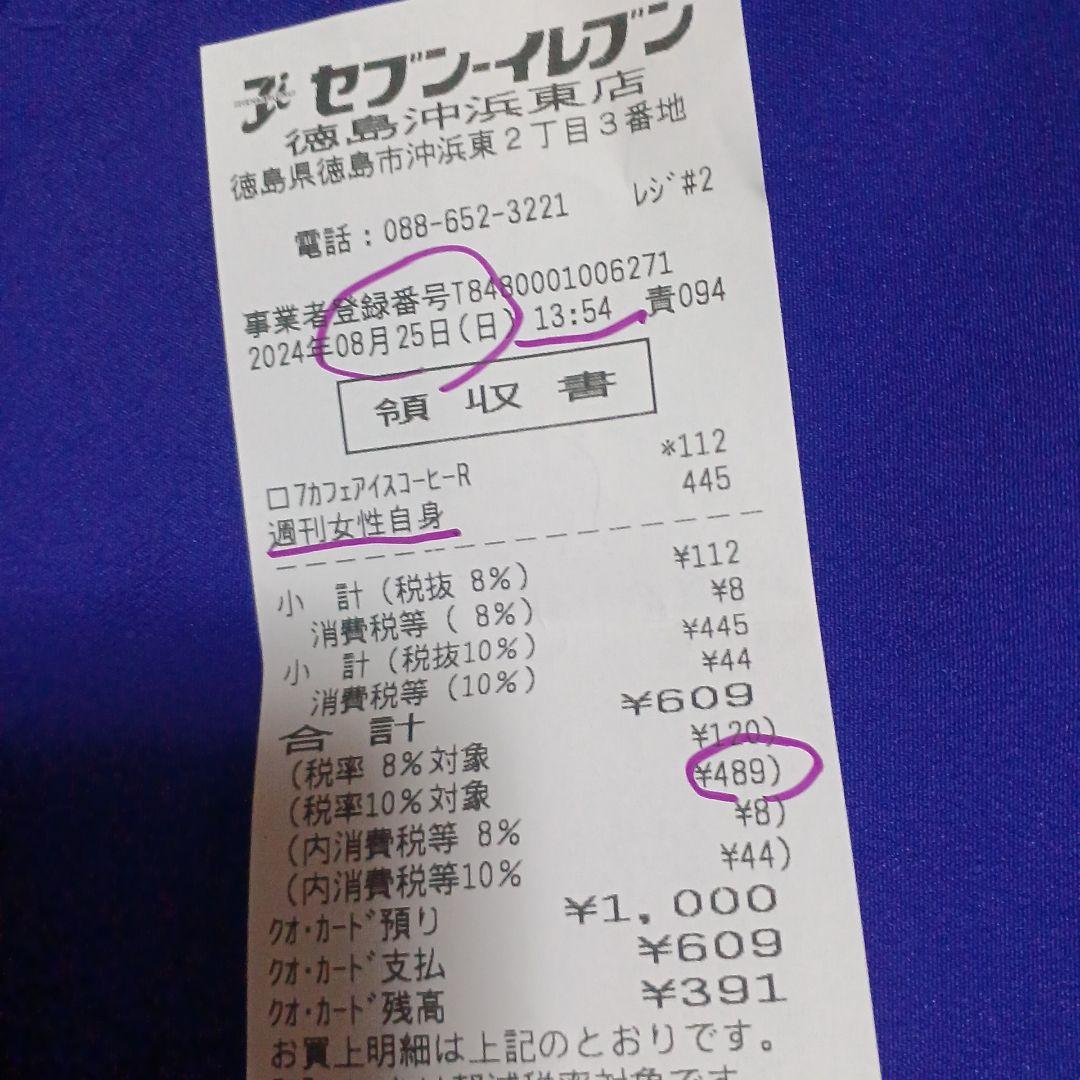 セブン-イレブン
徳島沖浜東店
徳島県徳島市沖浜東2丁目3番地
電話:088-652-3221 レジ#2
事業者登録番号T8480001006271
2024年08月25日(日) 13:54 責094
領収書
□7カフェアイスコーヒーR ※112
週刊女性自身 445
小 計(税抜 8%) ¥112
消費税等( 8%) ¥8
小 計(税抜10%) ¥445
消費税等(10%) ¥44
合 計 ¥609
(税率 8%対象 ¥120)
(税率10%対象 ¥489)
(内消費税等 8% ¥8)
(内消費税等10% ¥44)
クオ・カード預り ¥1,000
クオ・カード支払 ¥609
クオ・カード残高 ¥391
お買上明細は上記のとおりです。